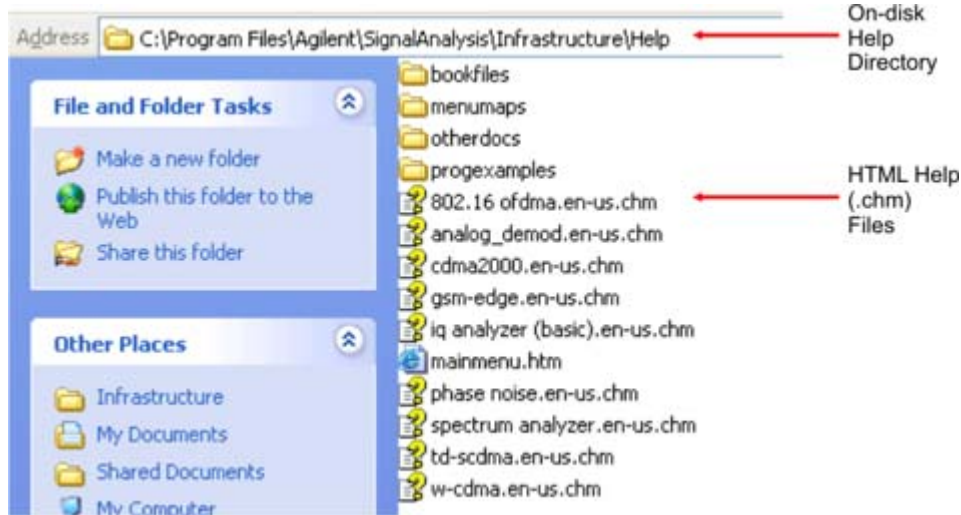 Address C:\Program Files\Agilent\SignalAnalysis\Infrastructure\Help
On-disk
Help
Directory
File and Folder Tasks
Make a new folder
Publish this folder to the
Web
Share this folder
Other Places
Infrastructure
My Documents
Shared Documents
My Computer
bookfiles
menumaps
otherdocs
progexamples
802.16 ofdma.en-us.chm
analog_demod.en-us.chm
cdma2000.en-us.chm
gsm-edge.en-us.chm
iq analyzer (basic).en-us.chm
mainmenu.htm
phase noise.en-us.chm
spectrum analyzer.en-us.chm
td-scdma.en-us.chm
w-cdma.en-us.chm
HTML Help
(.chm)
Files